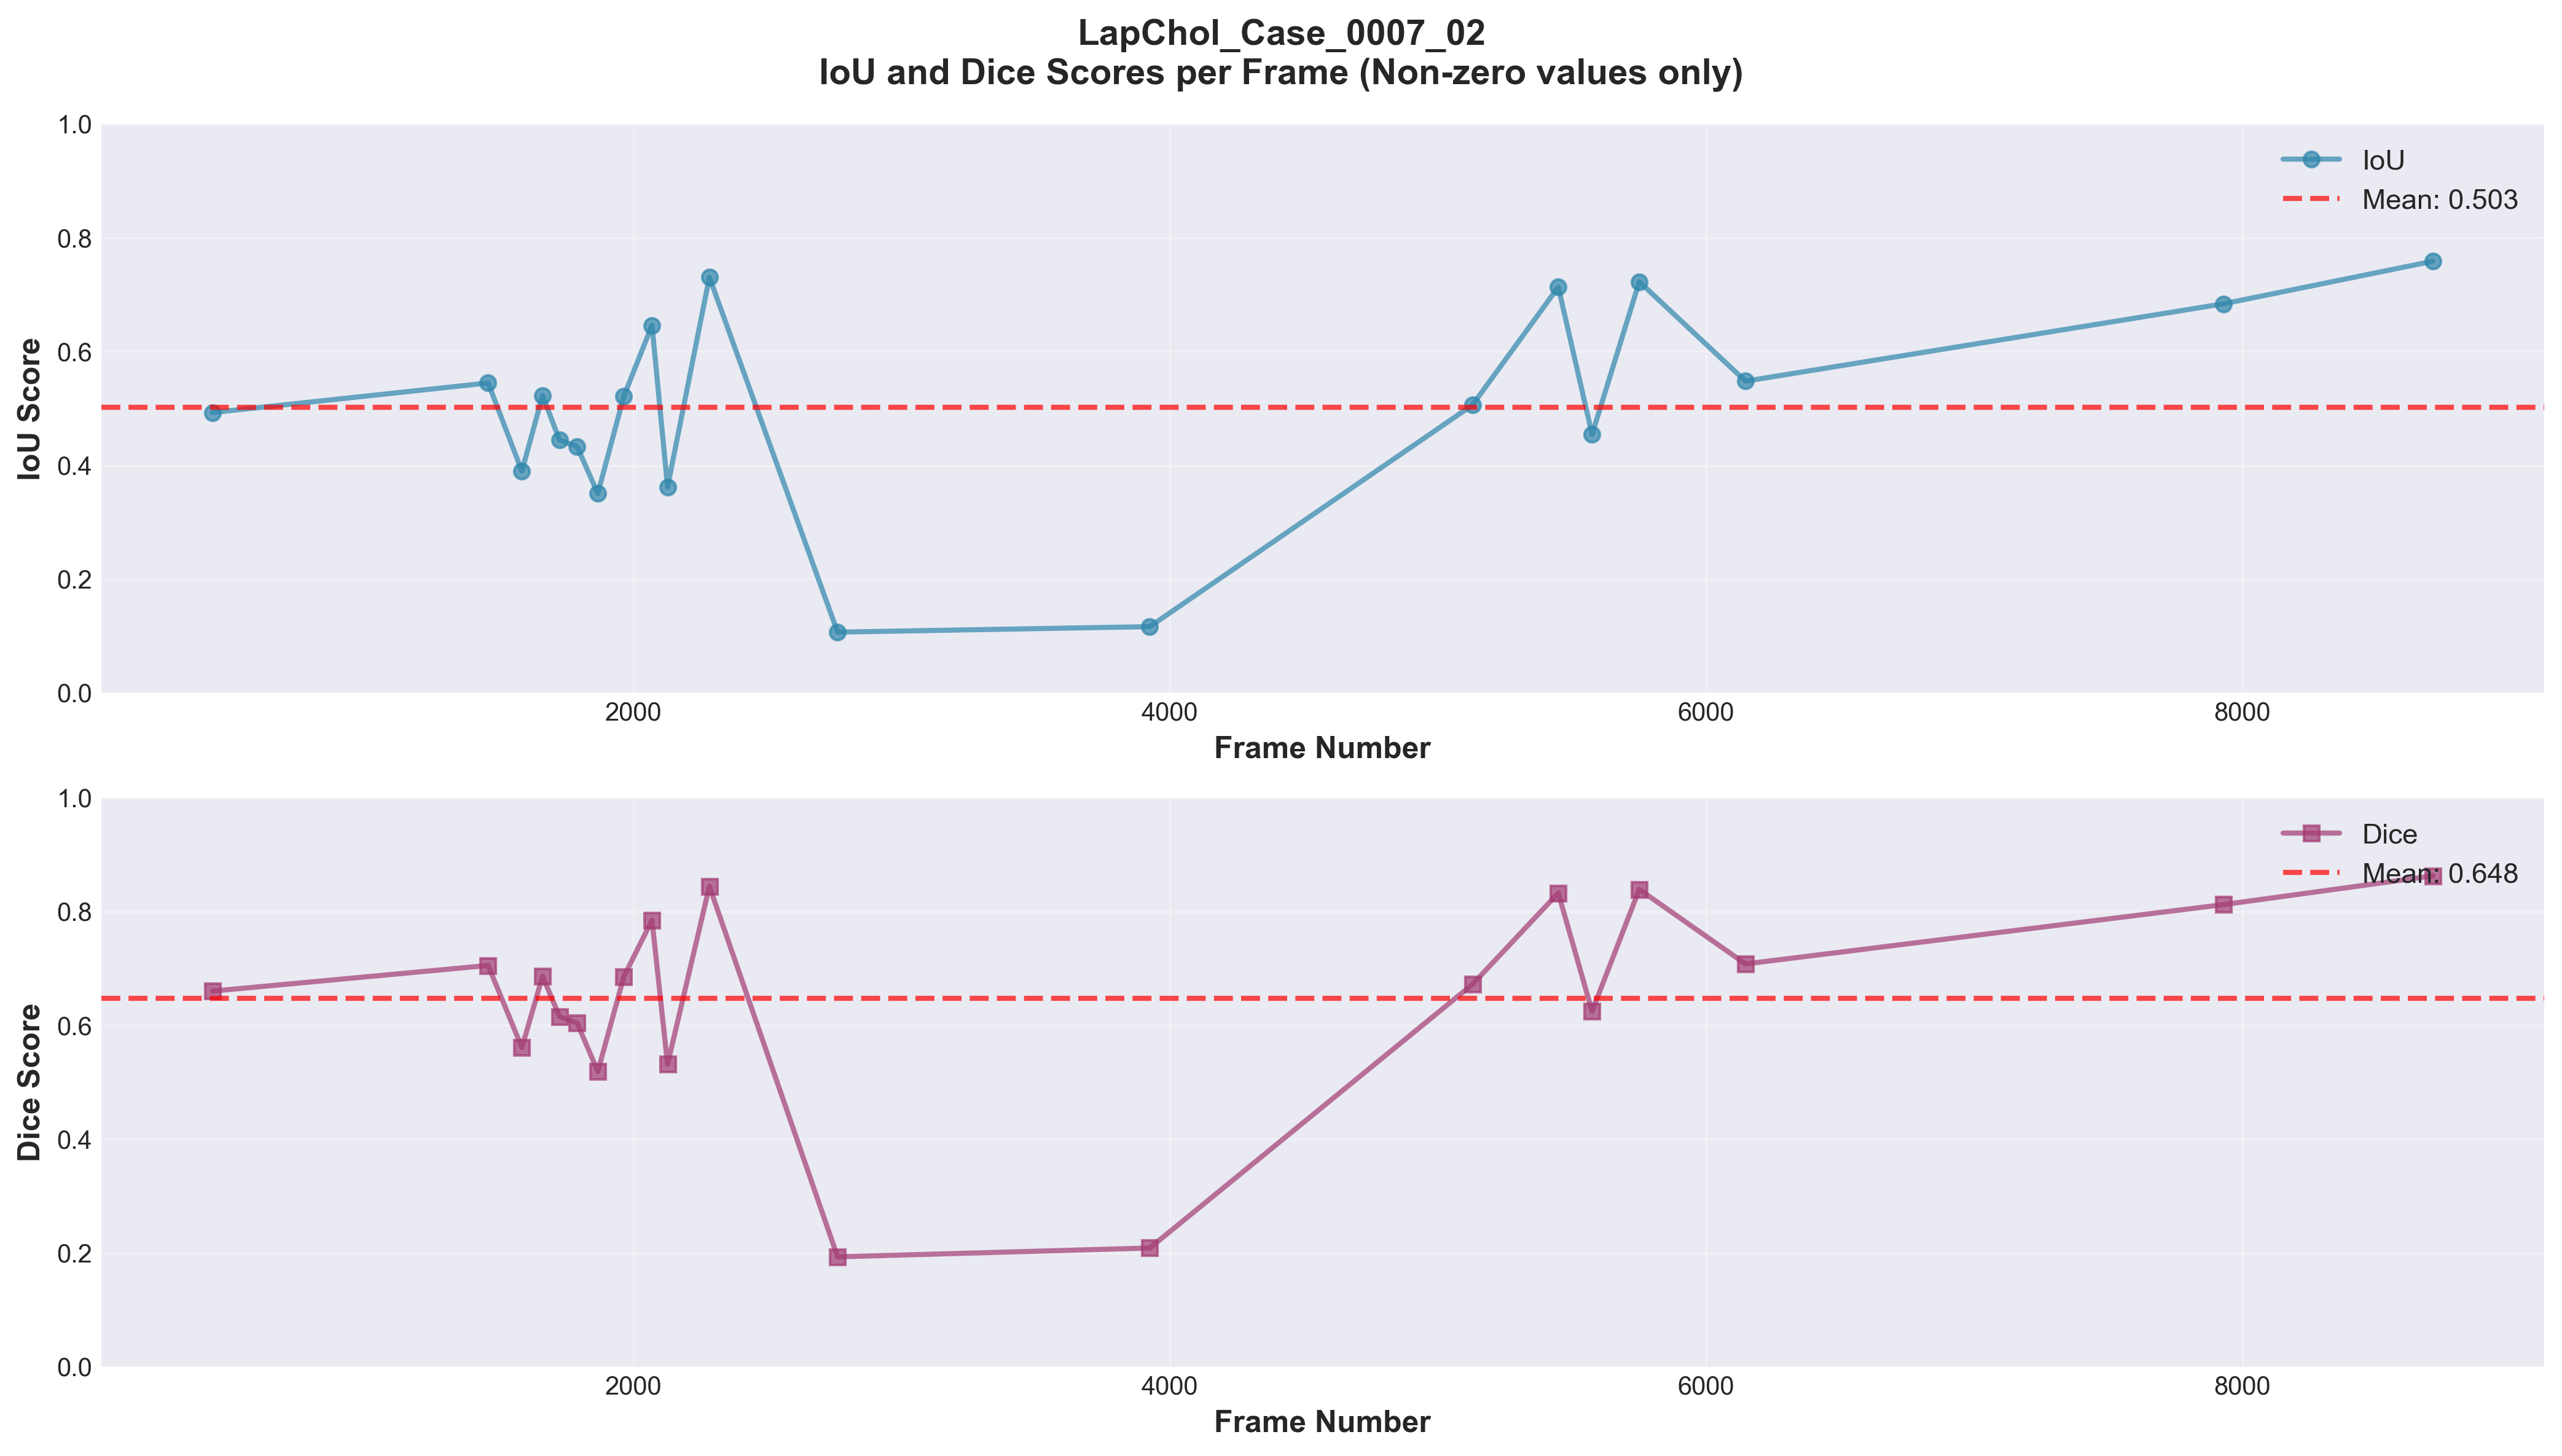 LapChol_Case_0007_02
IoU and Dice Scores per Frame (Non-zero values only)
1.0
0.8
0.6
0.4
0.2
0.0
IoU Score
IoU
Mean: 0.503
2000
4000
6000
8000
Frame Number
1.0
0.8
0.6
0.4
0.2
0.0
Dice Score
Dice
Mean: 0.648
2000
4000
6000
8000
Frame Number